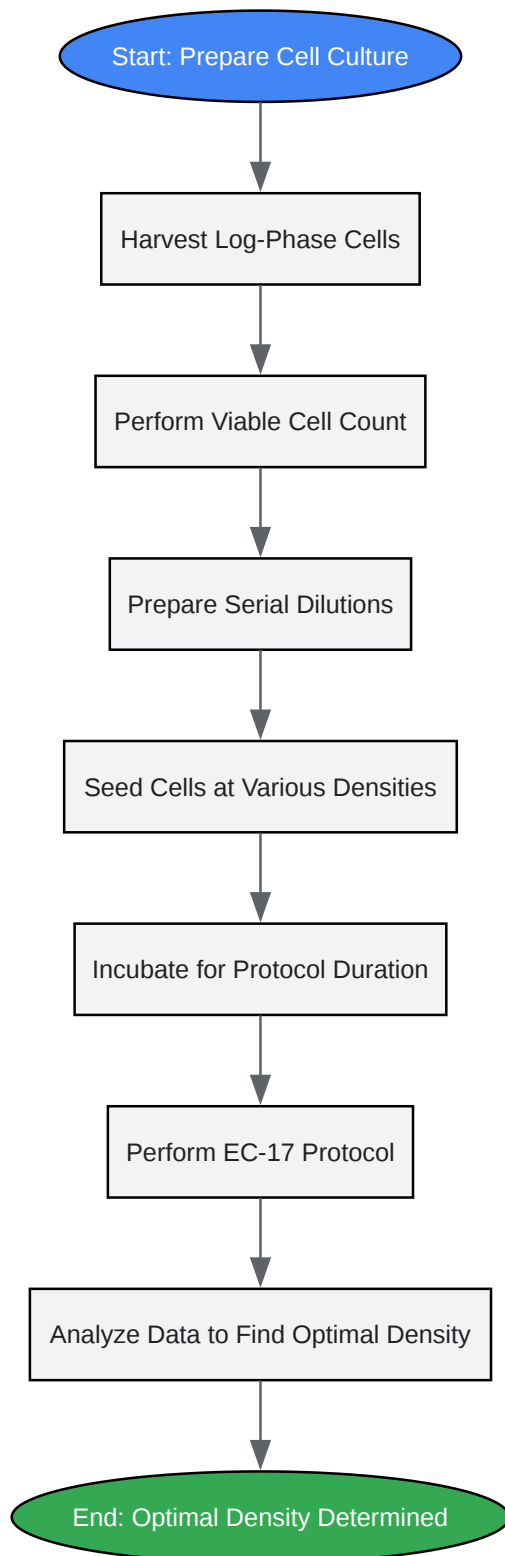 Start: Prepare Cell Culture
Harvest Log-Phase Cells
Perform Viable Cell Count
Prepare Serial Dilutions
Seed Cells at Various Densities
Incubate for Protocol Duration
Perform EC-17 Protocol
Analyze Data to Find Optimal Density
End: Optimal Density Determined